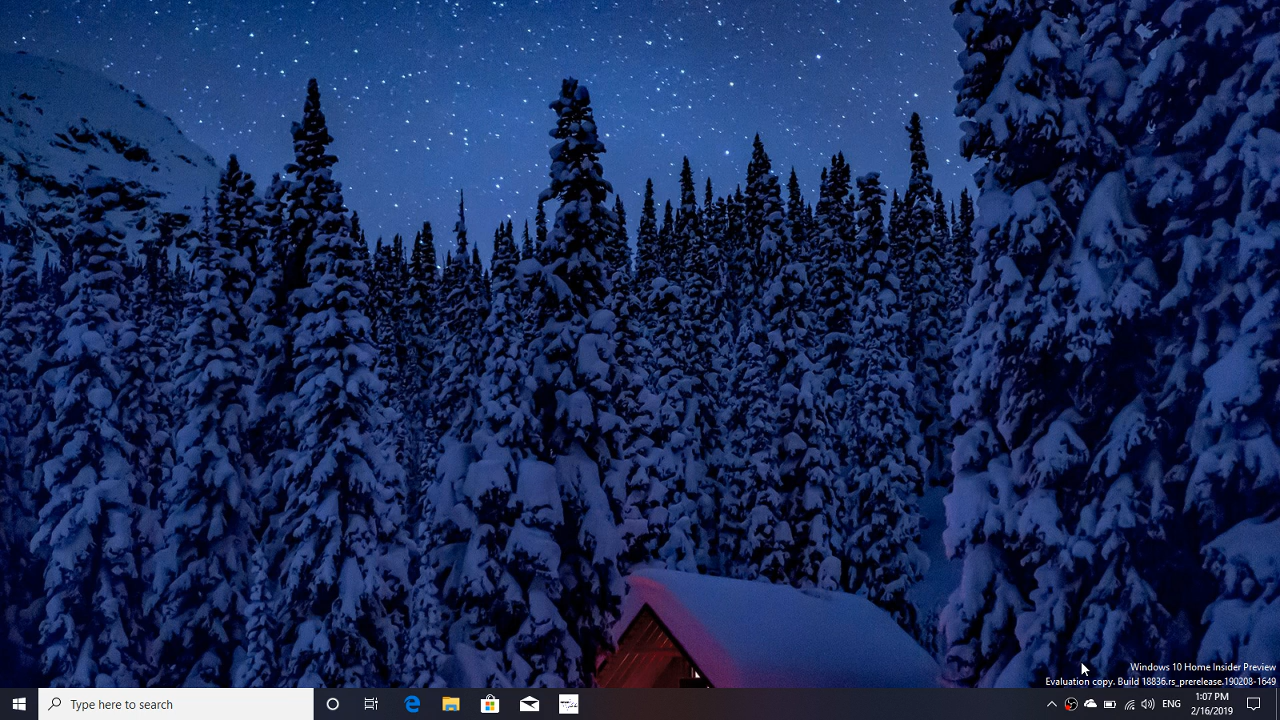 Windows 10 Home Insider Preview
Evaluation copy. Build 18836.rs_prerelease.190208-1649
Type here to search
ENG
1:07 PM
2/16/2019